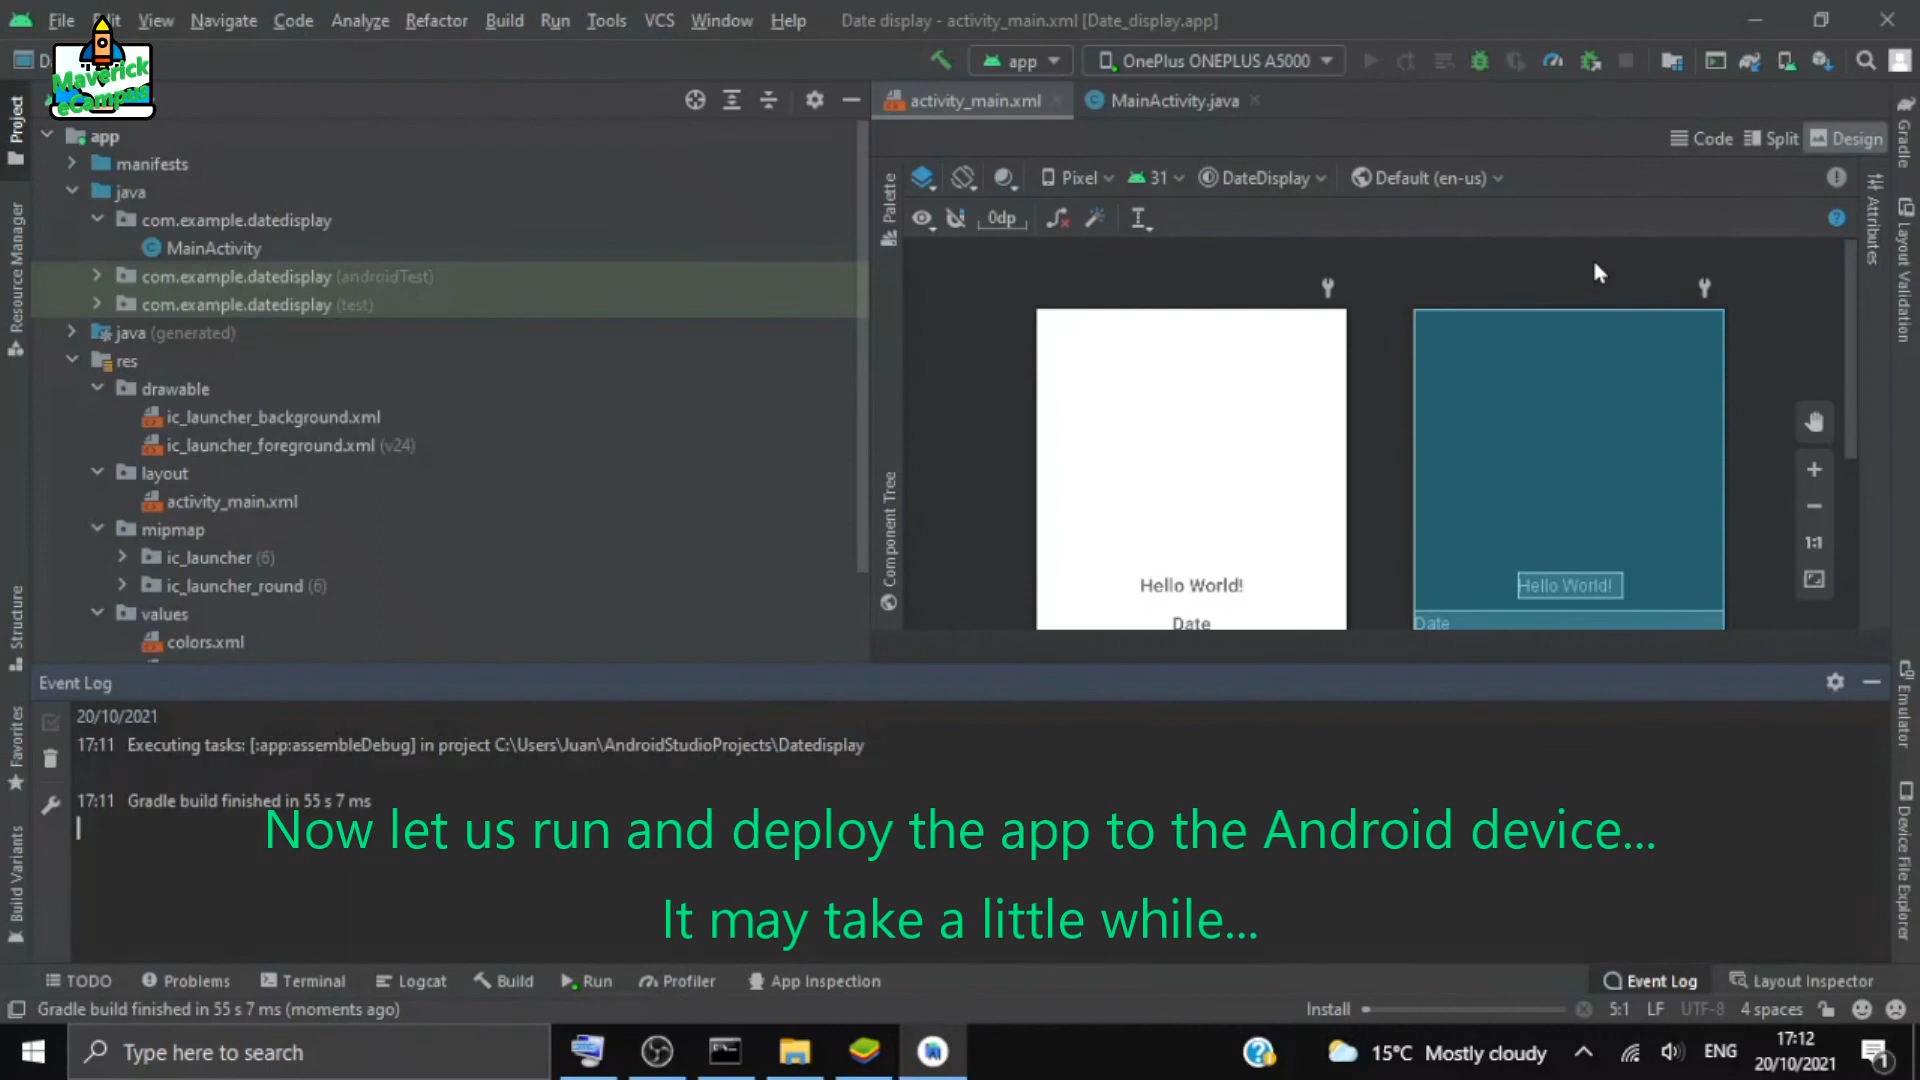 File Edit View Navigate Code Analyze Refactor Build Run Tools VCS Window Help Date display - activity_main.xml [Date_display.app]
Maverick
eCampus
app OnePlus ONEPLUS A5000
activity_main.xml MainActivity.java
Code Split Design
Pixel 31 DateDisplay Default (en-us)
0dp
Project
Resource Manager
Structure
Favorites
Build Variants
app
manifests
java
com.example.datedisplay
MainActivity
com.example.datedisplay (androidTest)
com.example.datedisplay (test)
java (generated)
res
drawable
ic_launcher_background.xml
ic_launcher_foreground.xml (v24)
layout
activity_main.xml
mipmap
ic_launcher (6)
ic_launcher_round (6)
values
colors.xml
Palette
Component Tree
Hello World!
Date
Hello World!
Date
1:1
Attributes
Gradle
Layout Validation
Emulator
Device File Explorer
Event Log
20/10/2021
17:11 Executing tasks: [:app:assembleDebug] in project C:\Users\Juan\AndroidStudioProjects\Datedisplay
17:11 Gradle build finished in 55 s 7 ms
Now let us run and deploy the app to the Android device...
It may take a little while...
TODO Problems Terminal Logcat Build Run Profiler App Inspection Event Log Layout Inspector
Gradle build finished in 55 s 7 ms (moments ago) Install 5:1 LF UTF-8 4 spaces
Type here to search 15°C Mostly cloudy ENG 17:12
20/10/2021
1